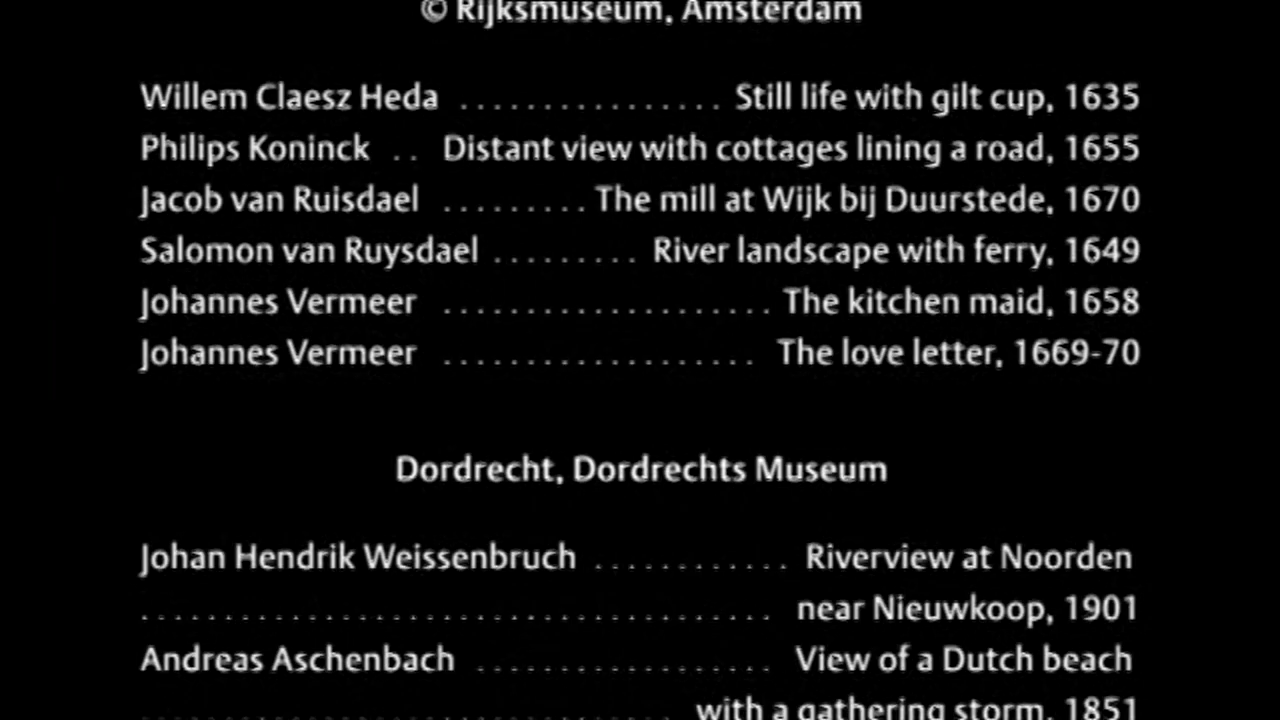 © Rijksmuseum, Amsterdam
Willem Claesz Heda ................ Still life with gilt cup, 1635
Philips Koninck .. Distant view with cottages lining a road, 1655
Jacob van Ruisdael ......... The mill at Wijk bij Duurstede, 1670
Salomon van Ruysdael ......... River landscape with ferry, 1649
Johannes Vermeer .................... The kitchen maid, 1658
Johannes Vermeer ................... The love letter, 1669-70
Dordrecht, Dordrechts Museum
Johan Hendrik Weissenbruch ............ Riverview at Noorden
....................................... near Nieuwkoop, 1901
Andreas Aschenbach .................. View of a Dutch beach
................................. with a gathering storm, 1851